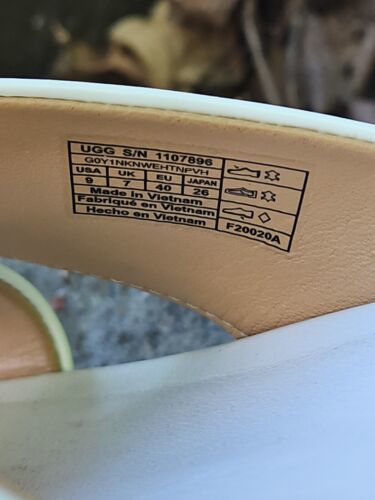 UGG S/N 1107896
G0Y1NKNWEHTNPVH
USA UK EU JAPAN
9 7 40 26
Made in Vietnam
Fabriqué en Vietnam
Hecho en Vietnam
F20020A